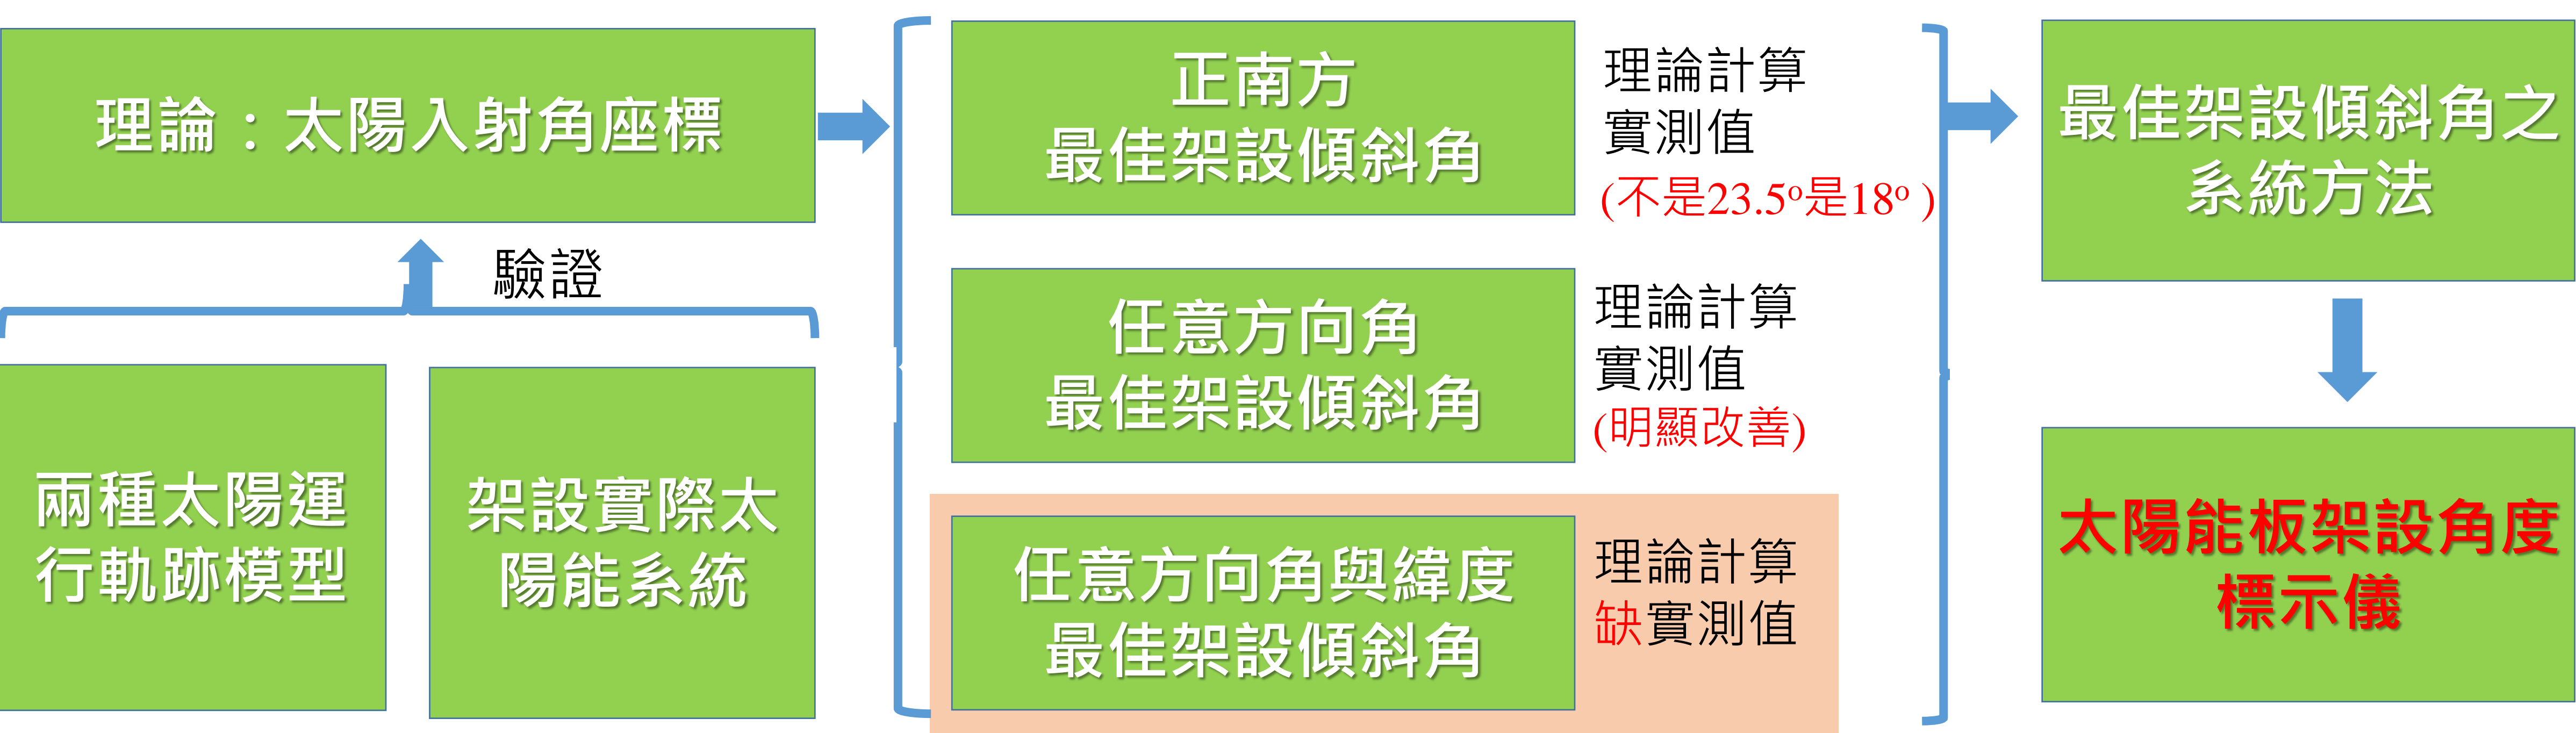 理論：太陽入射角座標
驗證
兩種太陽運
行軌跡模型
架設實際太
陽能系統
正南方
最佳架設傾斜角
理論計算
實測值
(不是23.5º是18º )
任意方向角
最佳架設傾斜角
理論計算
實測值
(明顯改善)
任意方向角與緯度
最佳架設傾斜角
理論計算
缺實測值
最佳架設傾斜角之
系統方法
太陽能板架設角度
標示儀